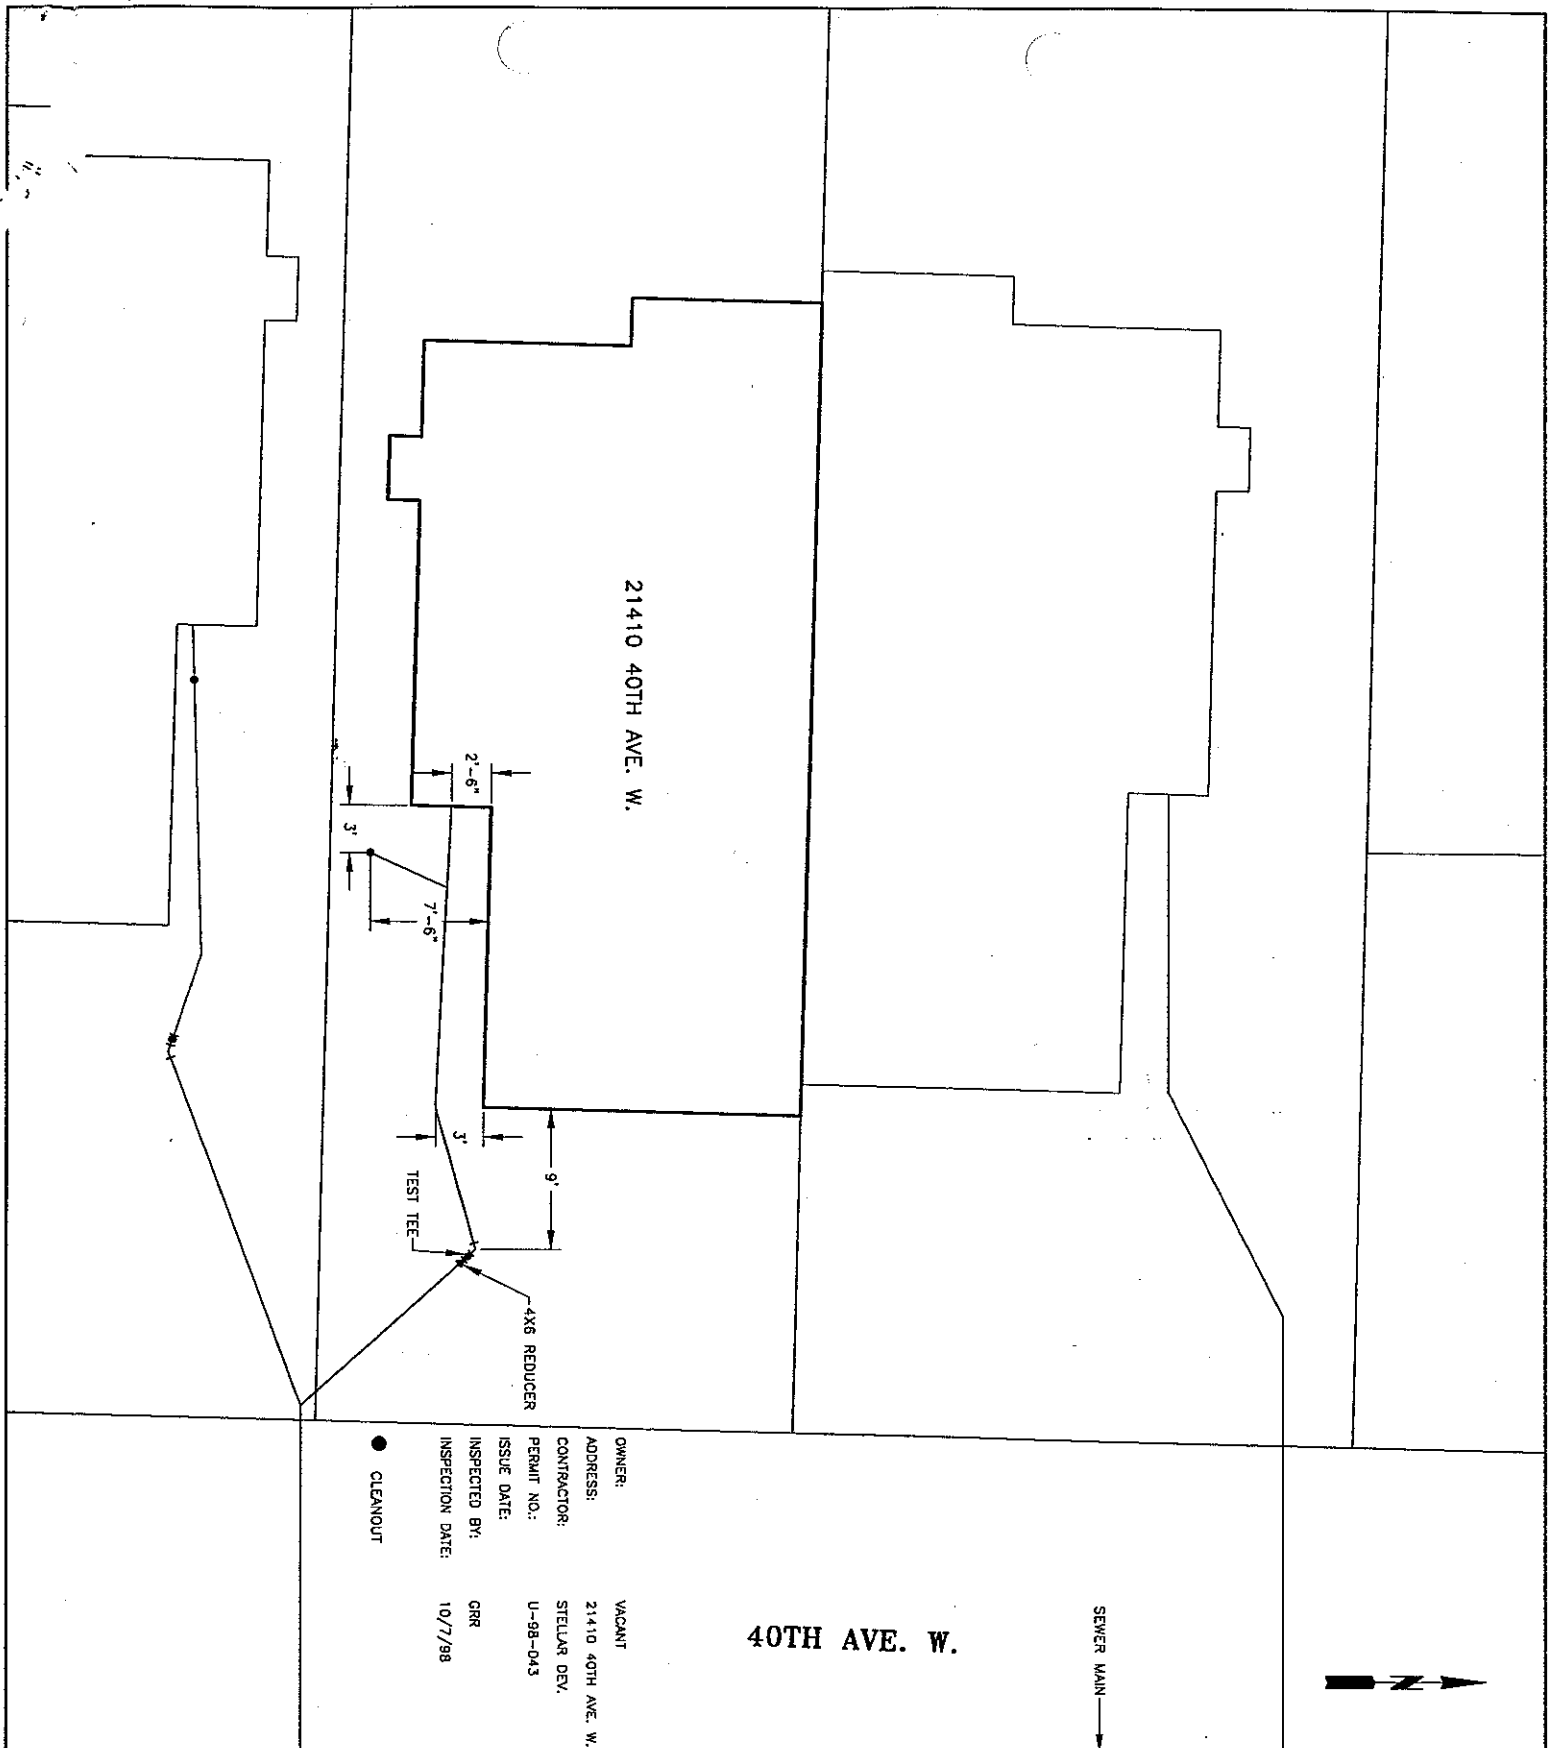 21410 40TH AVE. W.
2'-6"
3'
7'-6"
3'
9'
TEST TEE
4X6 REDUCER
OWNER: VACANT
ADDRESS: 21410 40TH AVE. W.
CONTRACTOR: STELLAR DEV.
PERMIT NO.: U-98-043
ISSUE DATE:
INSPECTED BY: GRR
INSPECTION DATE: 10/7/98
CLEANOUT
40TH AVE. W.
SEWER MAIN
N